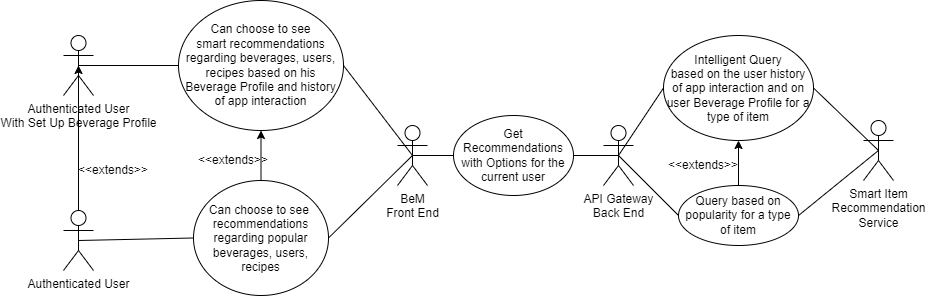 Can choose to see
smart recommendations
regarding beverages, users,
recipes based on his
Beverage Profile and history
of app interaction
Authenticated User
With Set Up Beverage Profile
<<extends>>
<<extends>>
Can choose to see
recommendations
regarding popular
beverages, users,
recipes
Authenticated User
BeM
Front End
Get
Recommendations
with Options for the
current user
API Gateway
Back End
Intelligent Query
based on the user history
of app interaction and on
user Beverage Profile for a
type of item
<<extends>>
Query based on
popularity for a type
of item
Smart Item
Recommendation
Service